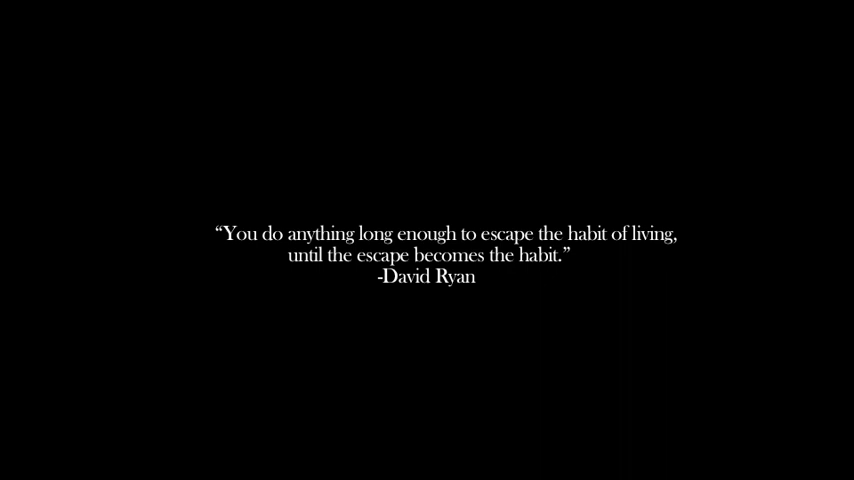 “You do anything long enough to escape the habit of living,
until the escape becomes the habit.”
-David Ryan